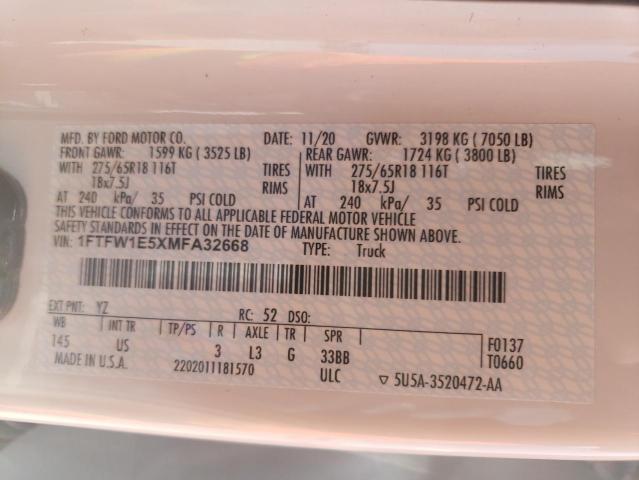 MFD. BY FORD MOTOR CO. DATE: 11/20 GVWR: 3198 KG ( 7050 LB)
FRONT GAWR: 1599 KG ( 3525 LB) REAR GAWR: 1724 KG ( 3800 LB)
WITH 275/65R18 116T TIRES WITH 275/65R18 116T TIRES
18x7.5J RIMS 18x7.5J RIMS
AT 240 kPa/ 35 PSI COLD AT 240 kPa/ 35 PSI COLD
THIS VEHICLE CONFORMS TO ALL APPLICABLE FEDERAL MOTOR VEHICLE
SAFETY STANDARDS IN EFFECT ON THE DATE OF MANUFACTURE SHOWN ABOVE.
VIN: 1FTFW1E5XMFA32668 TYPE: Truck
EXT PNT: YZ RC: 52 DSO:
WB INT TR TP/PS R AXLE TR SPR F0137
145 US 3 L3 G 33BB T0660
MADE IN U.S.A. 2202011181570 ULC ▽ 5U5A-3520472-AA